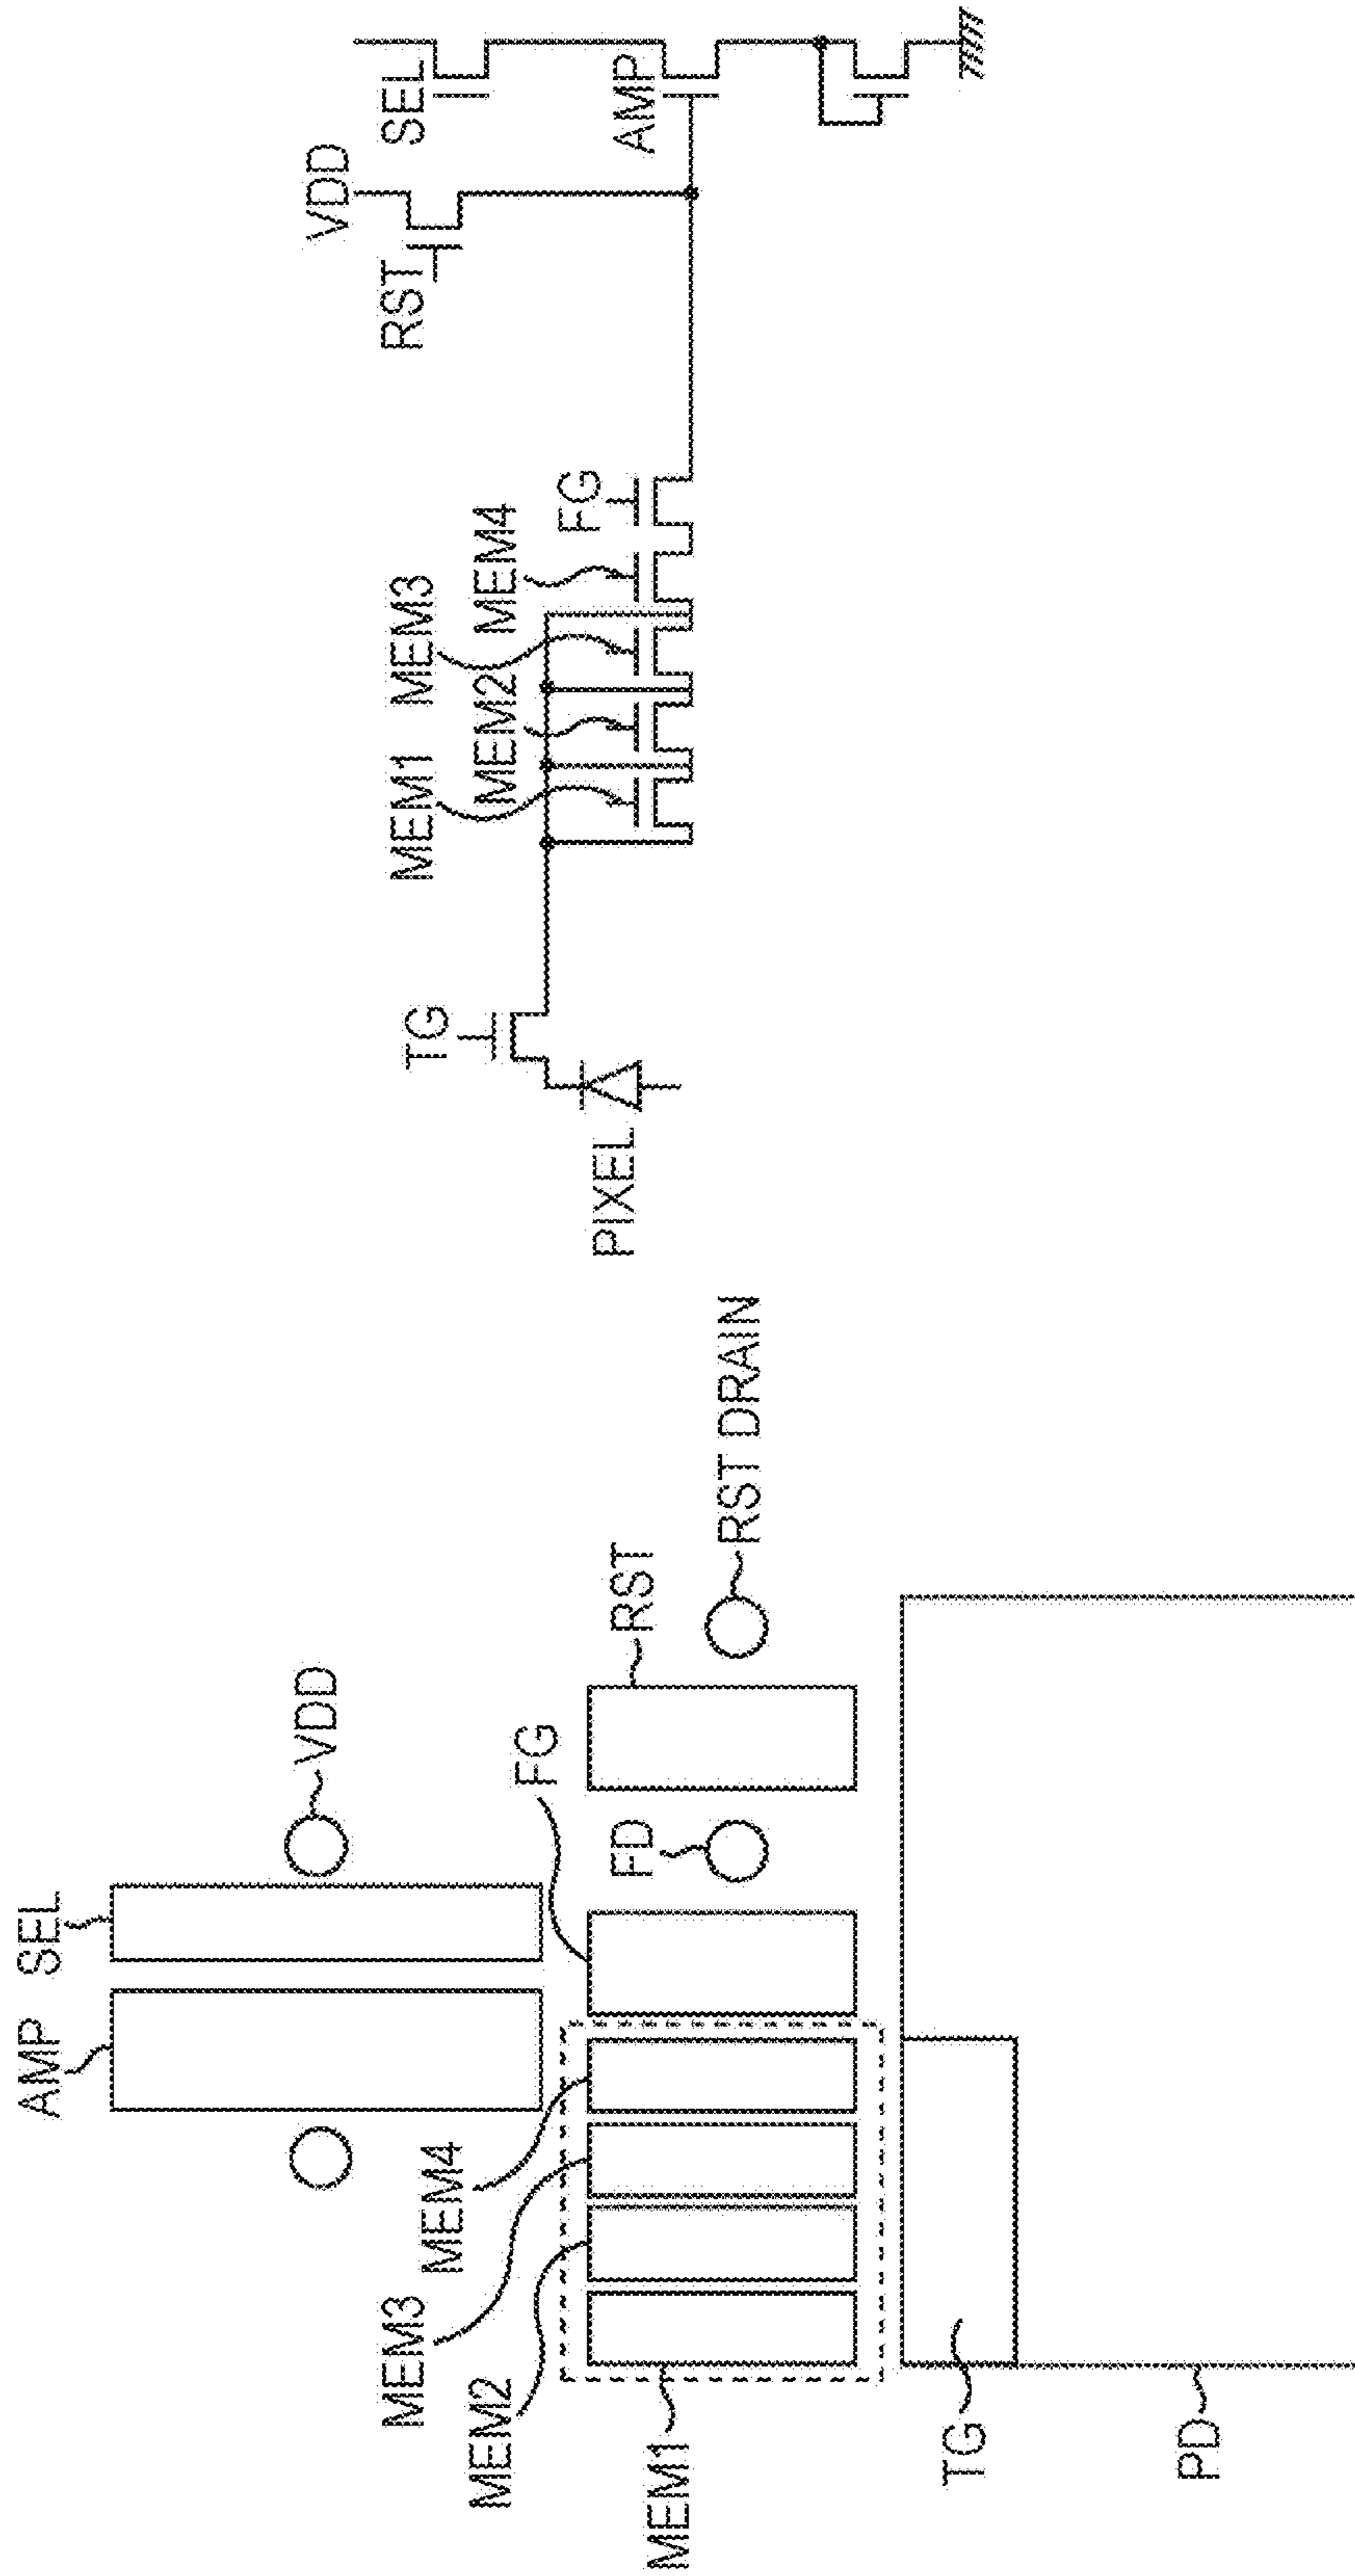 AMP
SEL
VDD
MEM4
MEM3
MEM2
MEM1
FG
FD
RST
RST DRAIN
TG
PD
VDD
SEL
RST
AMP
TG
MEM1
MEM3
MEM2
MEM4
FG
PIXEL